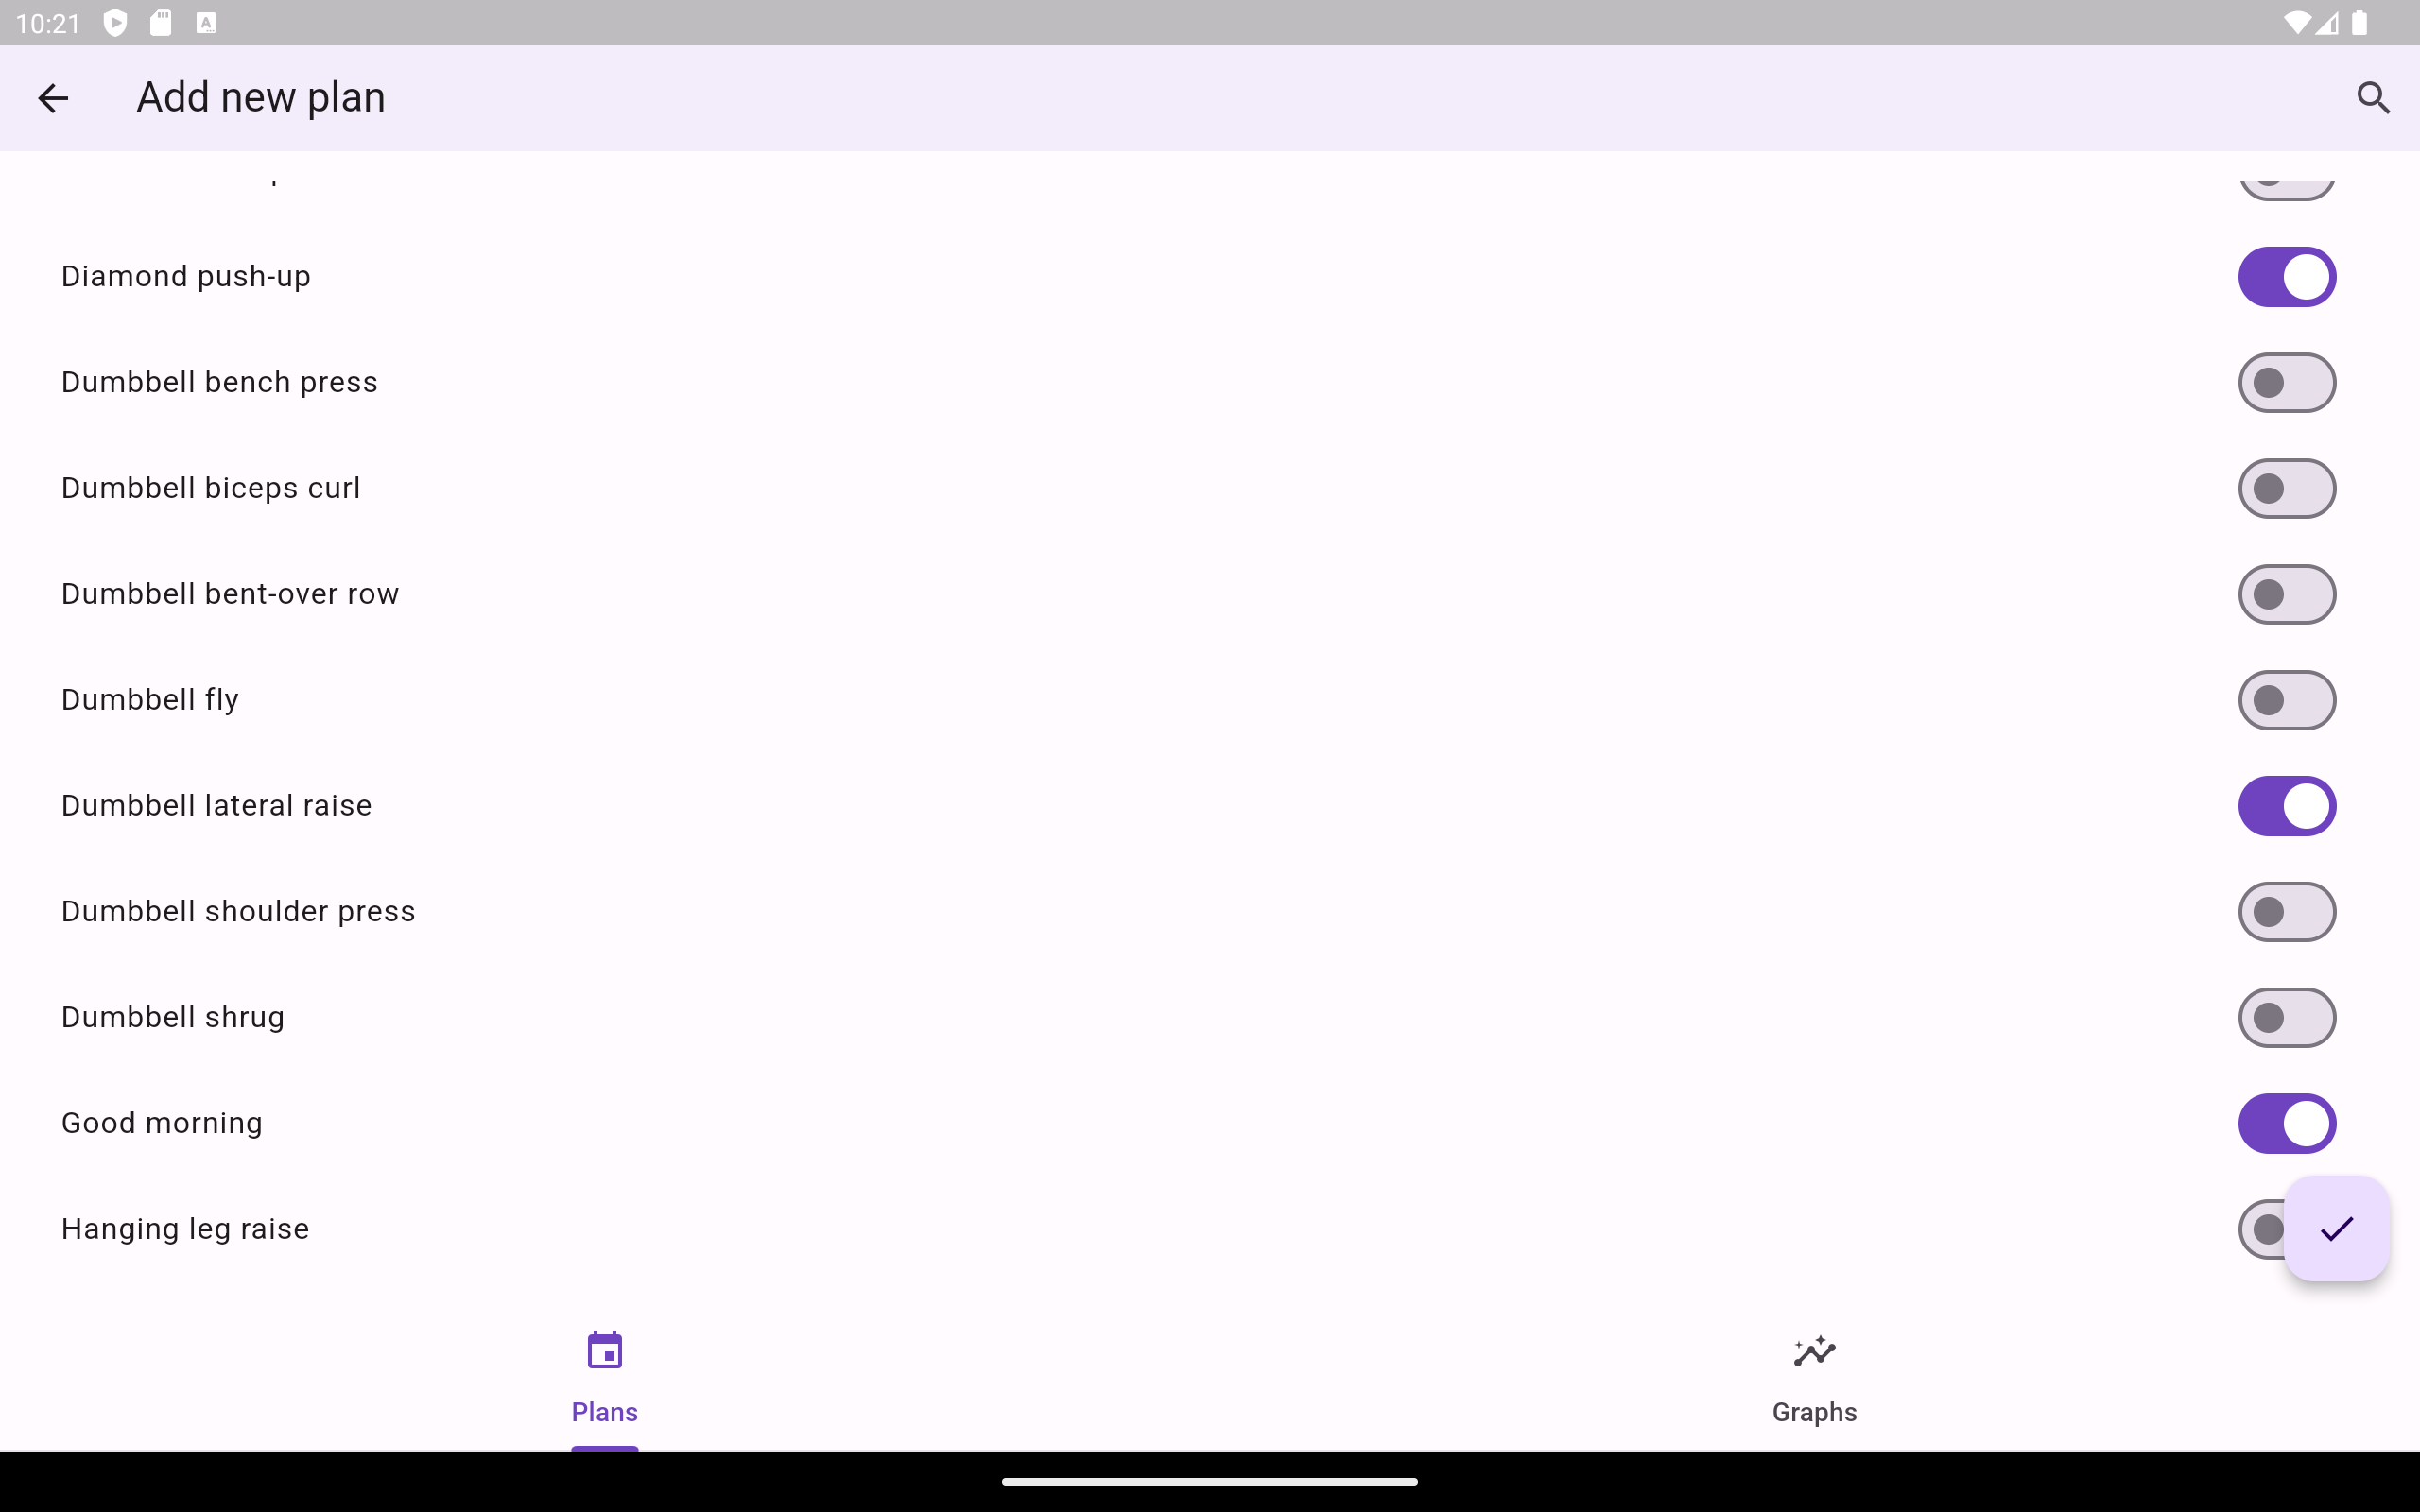 10:21
Add new plan
Diamond push-up
Dumbbell bench press
Dumbbell biceps curl
Dumbbell bent-over row
Dumbbell fly
Dumbbell lateral raise
Dumbbell shoulder press
Dumbbell shrug
Good morning
Hanging leg raise
Plans
Graphs